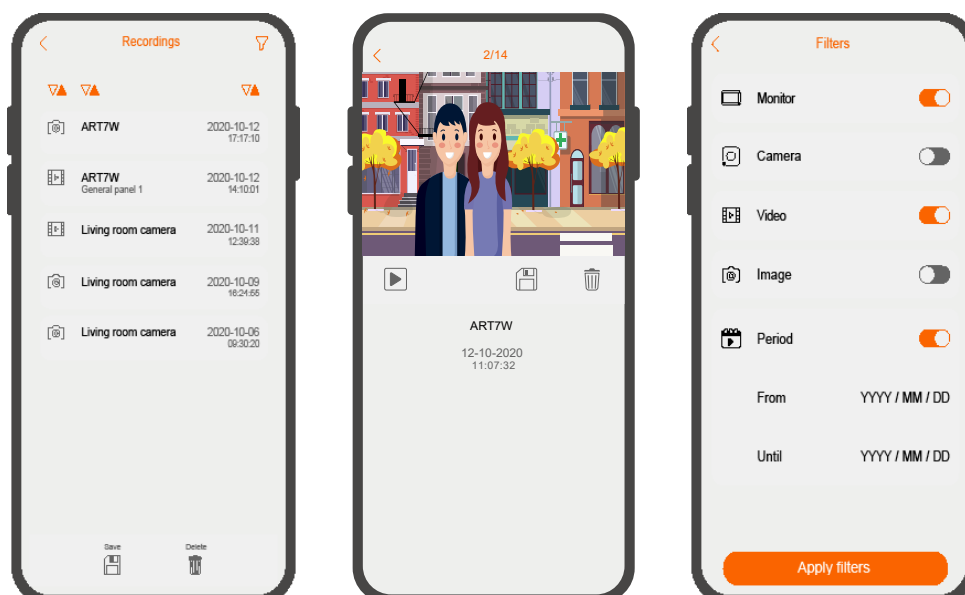 Recordings
ART7W
2020-10-12
17:17:10
ART7W
General panel 1
2020-10-12
14:10:01
Living room camera
2020-10-11
12:39:38
Living room camera
2020-10-09
16:24:55
Living room camera
2020-10-06
09:30:20
Save
Delete
2/14
ART7W
12-10-2020
11:07:32
Filters
Monitor
Camera
Video
Image
Period
From
YYYY / MM / DD
Until
YYYY / MM / DD
Apply filters